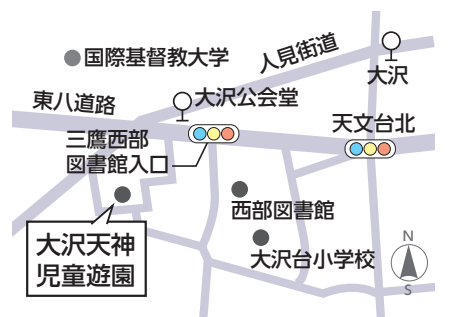 国際基督教大学
人見街道
大沢
東八道路
大沢公会堂
天文台北
三鷹西部
図書館入口
西部図書館
大沢天神
児童遊園
大沢台小学校
N
S